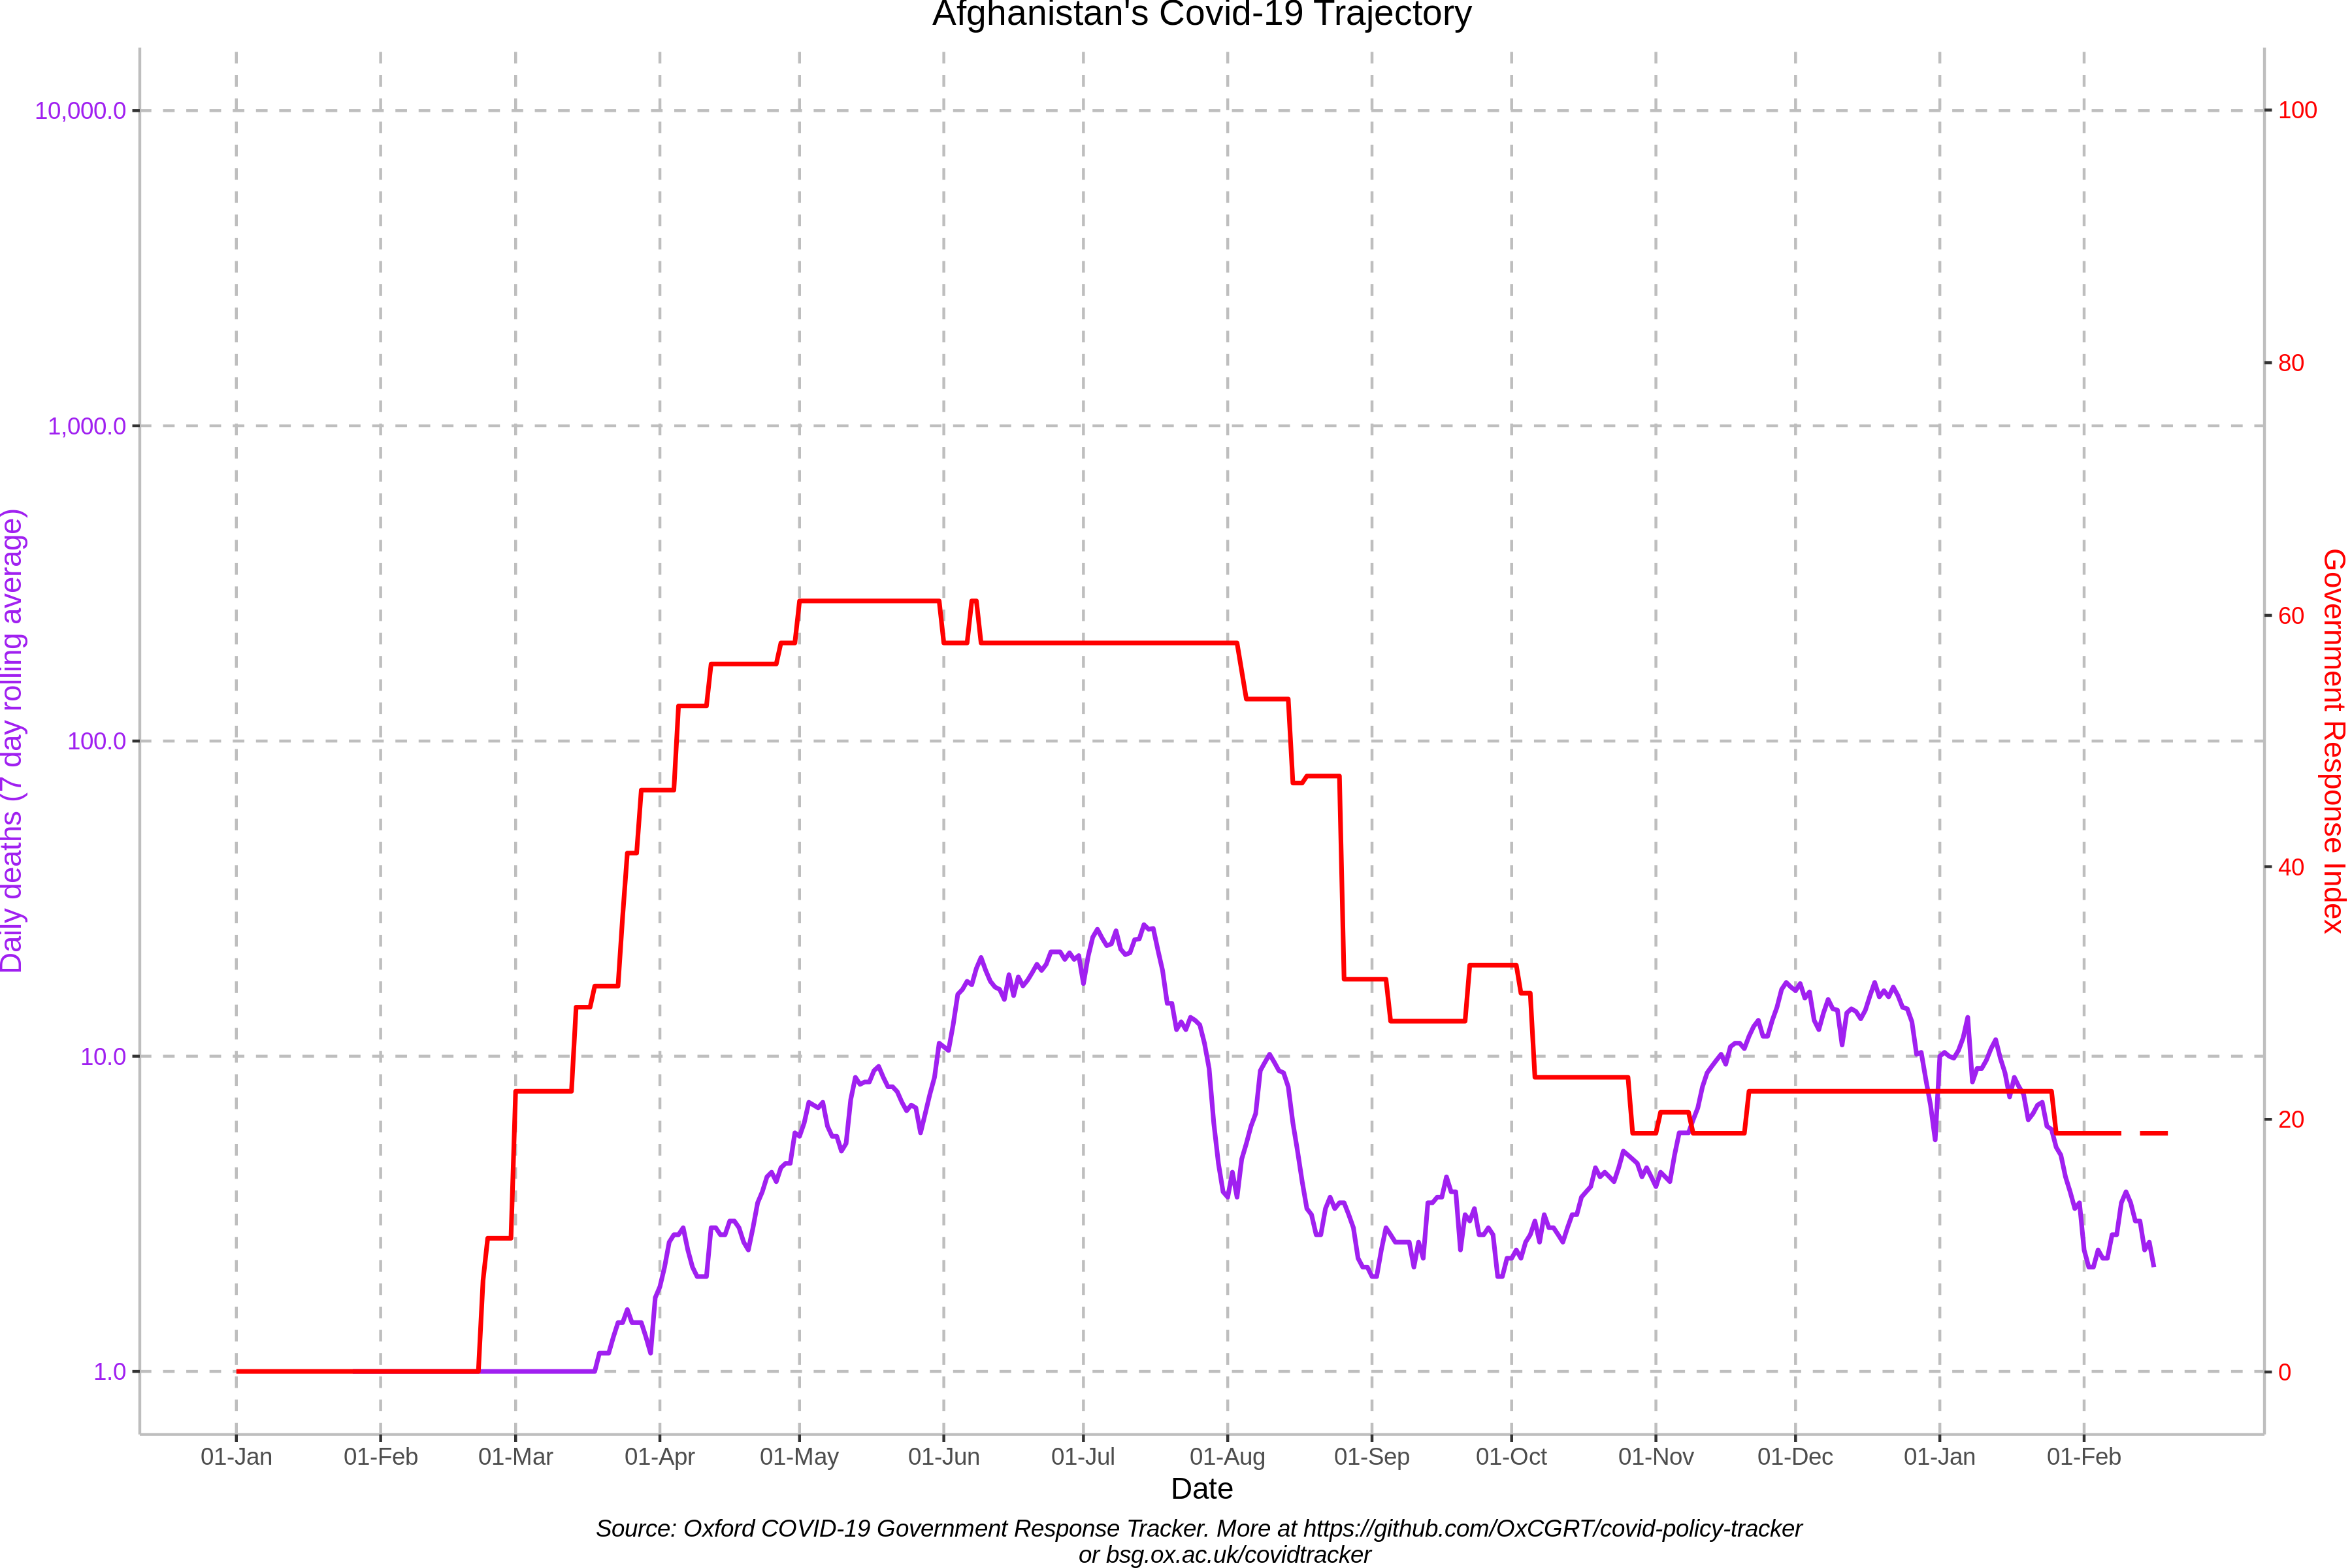 Afghanistan's Covid-19 Trajectory
10,000.0
1,000.0
100.0
10.0
1.0
Daily deaths (7 day rolling average)
100
80
60
40
20
0
Government Response Index
01-Jan
01-Feb
01-Mar
01-Apr
01-May
01-Jun
01-Jul
01-Aug
01-Sep
01-Oct
01-Nov
01-Dec
01-Jan
01-Feb
Date
Source: Oxford COVID-19 Government Response Tracker. More at https://github.com/OxCGRT/covid-policy-tracker
or bsg.ox.ac.uk/covidtracker